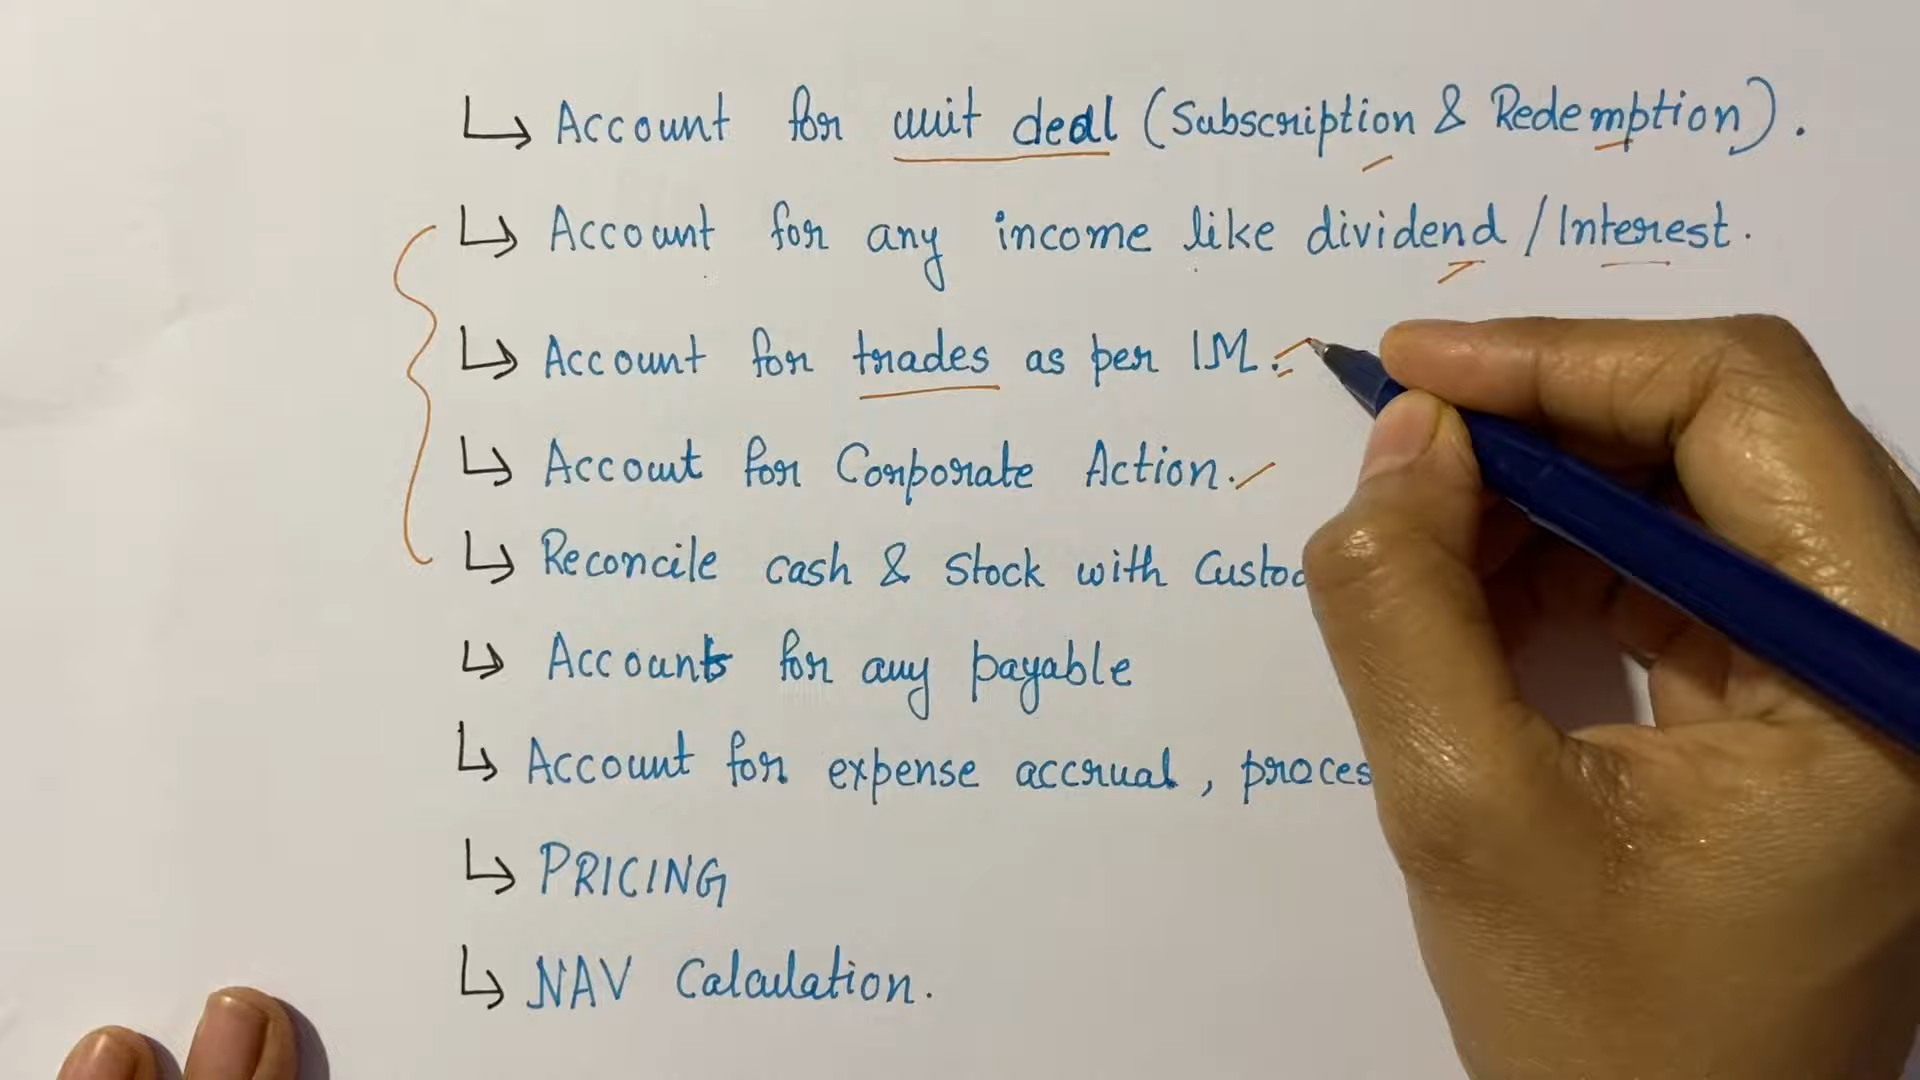 ↳ Account for unit deal (Subscription & Redemption).
↳ Account for any income like dividend / Interest.
↳ Account for trades as per IM.
↳ Accout for Corporate Action.
↳ Reconcile cash & Stock with
↳ Accounts for any payable
↳ Account for expense accrual,
↳ PRICING
↳ NAV Calculation.